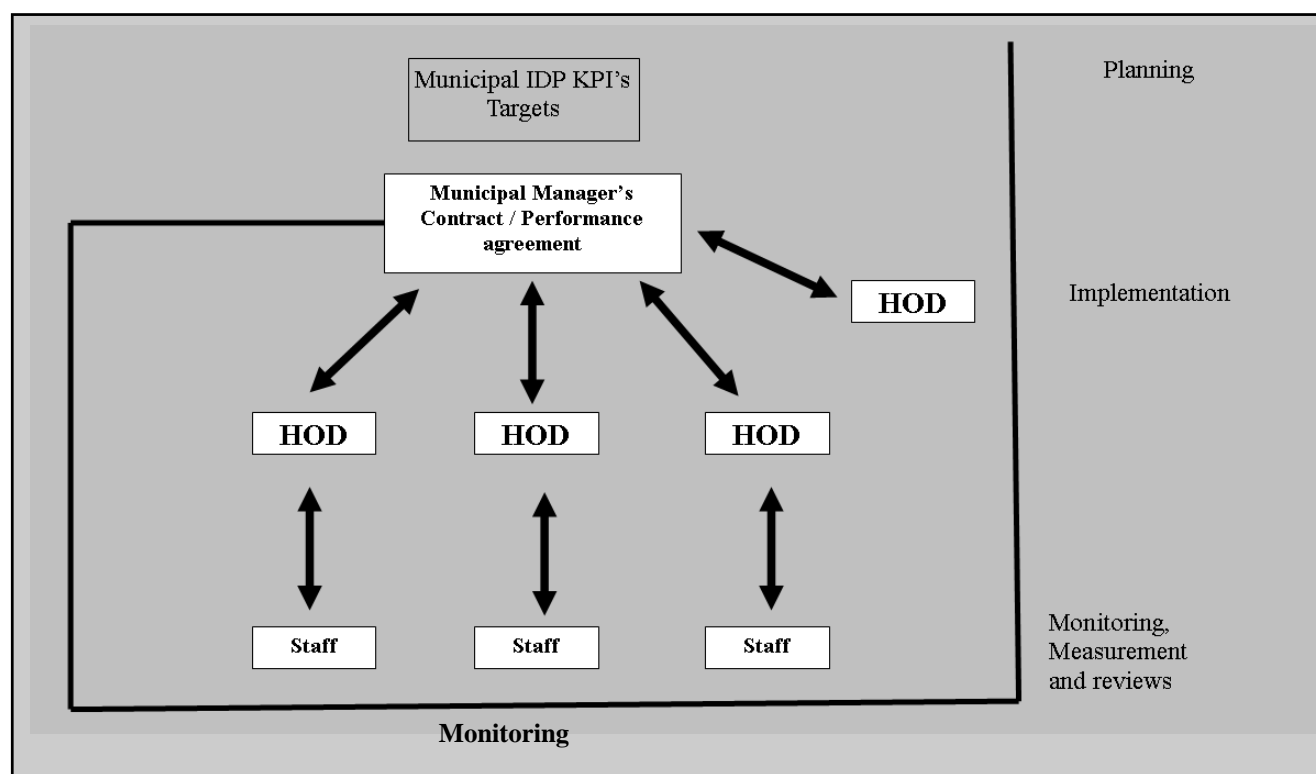 Municipal IDP KPI's
Targets
Planning
Municipal Manager's
Contract / Performance
agreement
HOD
Implementation
HOD
HOD
HOD
Staff
Staff
Staff
Monitoring,
Measurement
and reviews
Monitoring